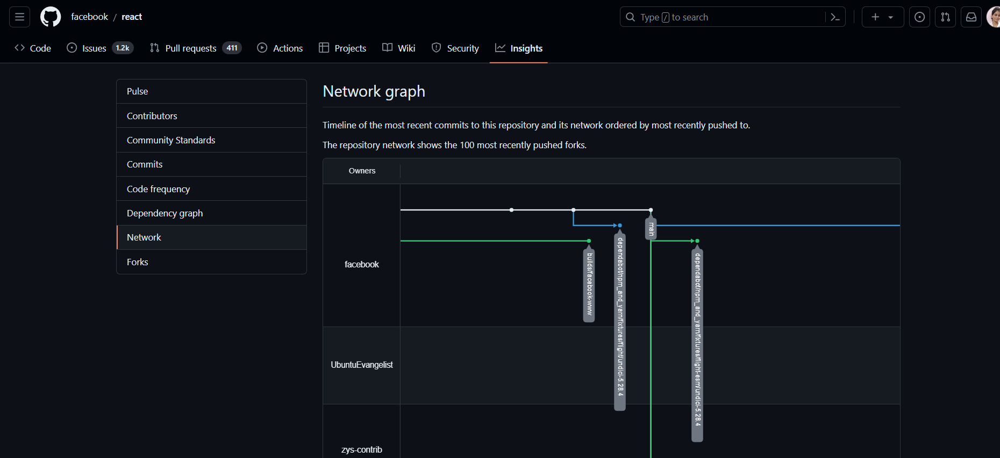 facebook / react
Type / to search
Code
Issues 1.2k
Pull requests 411
Actions
Projects
Wiki
Security
Insights
Pulse
Contributors
Community Standards
Commits
Code frequency
Dependency graph
Network
Forks
Network graph
Timeline of the most recent commits to this repository and its network ordered by most recently pushed to.
The repository network shows the 100 most recently pushed forks.
Owners
facebook
main
builds/facebook-www
dependabot/npm_and_yarn/fixtures/flight/undici-5.28.4
dependabot/npm_and_yarn/fixtures/flight-esm/undici-5.28.4
UbuntuEvangelist
zys-contrib